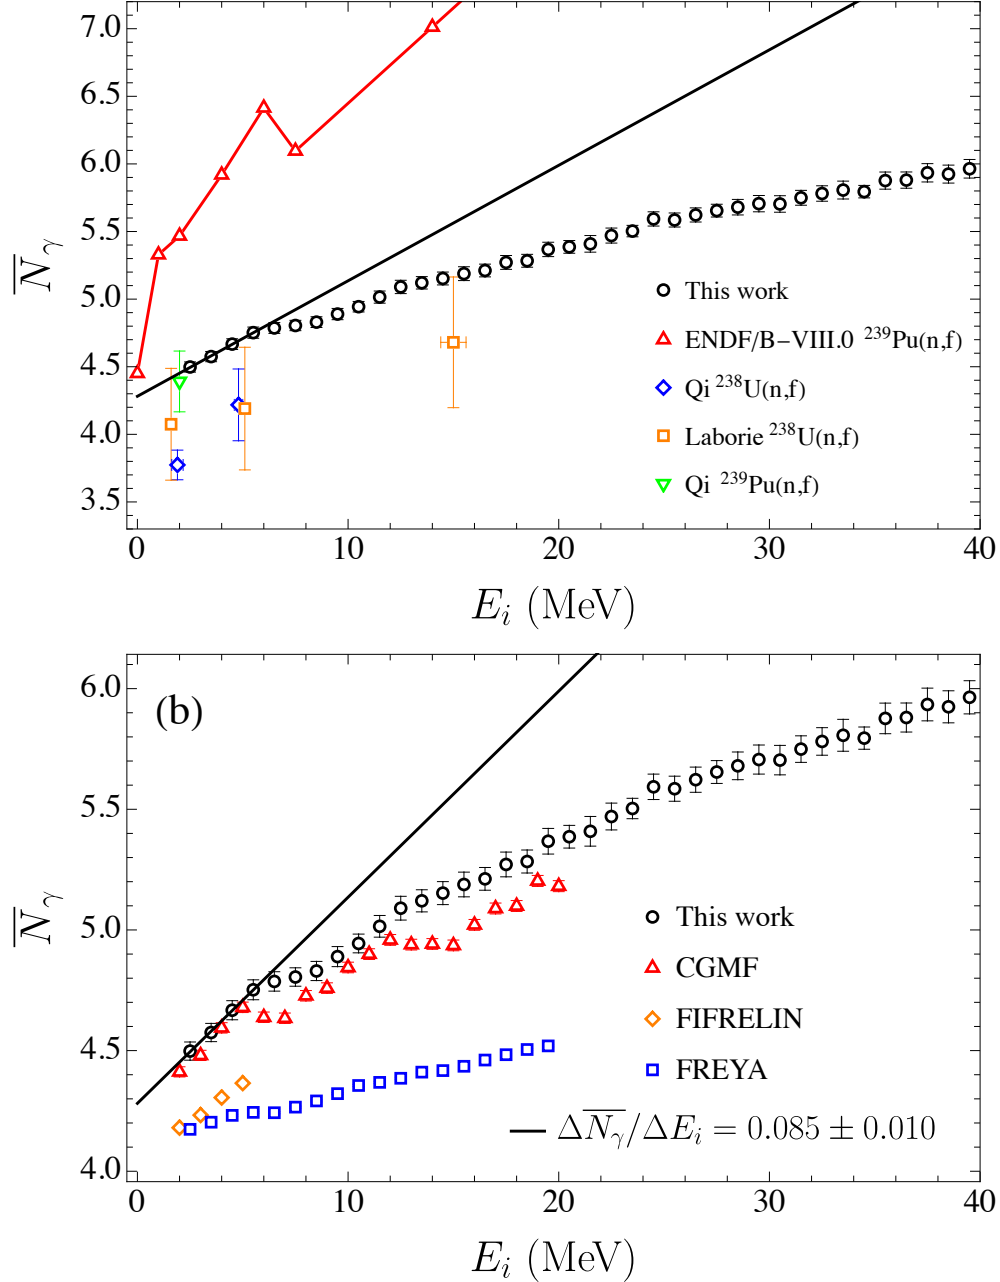 7.0
6.5
6.0
5.5
5.0
4.5
4.0
3.5
N̅γ
This work
ENDF/B−VIII.0 ²³⁹Pu(n,f)
Qi ²³⁸U(n,f)
Laborie ²³⁸U(n,f)
Qi ²³⁹Pu(n,f)
0 10 20 30 40
Eᵢ (MeV)
(b)
6.0
5.5
5.0
4.5
4.0
N̅γ
This work
CGMF
FIFRELIN
FREYA
ΔN̅γ/ΔEᵢ = 0.085 ± 0.010
0 10 20 30 40
Eᵢ (MeV)